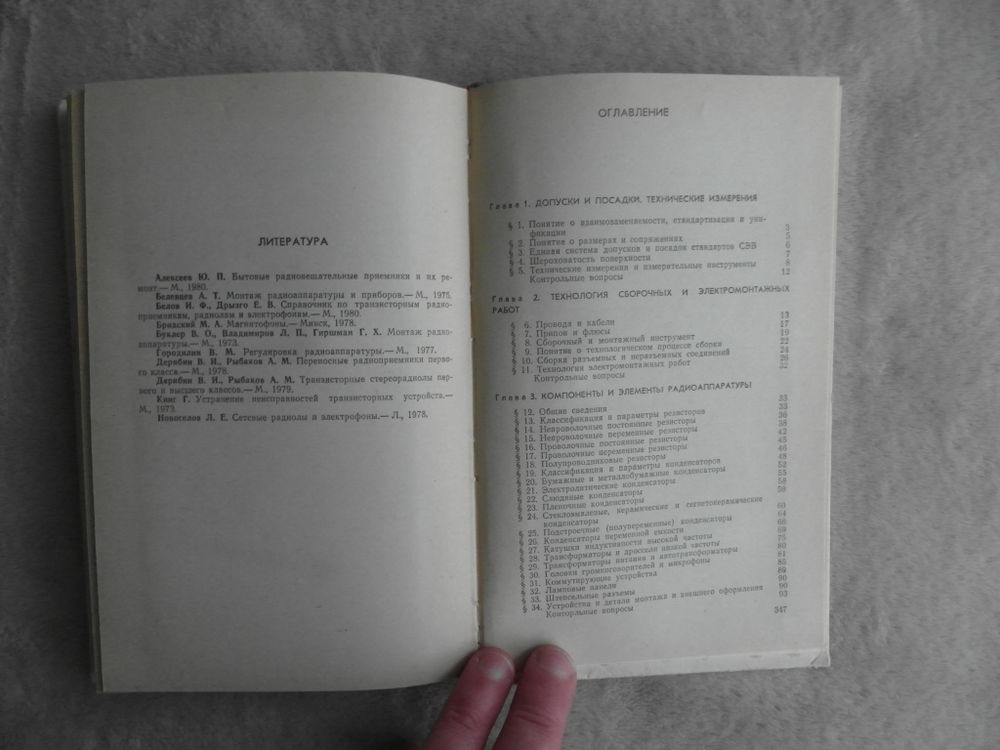 ЛИТЕРАТУРА
Алексеев Ю. П. Бытовые радиовещательные приемники и их ре-
монт.— М., 1980.
Белевцев А. Т. Монтаж радиоаппаратуры и приборов.— М., 1975.
Белов И. Ф., Дрызго Е. В. Справочник по транзисторным радио-
приемникам, радиолам и электрофонам.— М., 1980.
Бродский М. А. Магнитофоны.— Минск, 1978.
Буклер В. О., Владимиров Л. П., Гиршман Г. Х. Монтаж радио-
аппаратуры.— М., 1973.
Городилин В. М. Регулировка радиоаппаратуры.— М., 1977.
Дерябин В. И., Рыбаков А. М. Переносные радиоприемники перво-
го класса.— М., 1978.
Дерябин В. И., Рыбаков А. М. Транзисторные стереорадиолы пер-
вого и высшего классов.— М., 1979.
Кинг Г. Устранение неисправностей транзисторных устройств.—
М., 1973.
Новоселов Л. Е. Сетевые радиолы и электрофоны.— Л., 1978.
ОГЛАВЛЕНИЕ
Глава 1. ДОПУСКИ И ПОСАДКИ. ТЕХНИЧЕСКИЕ ИЗМЕРЕНИЯ
§ 1. Понятие о взаимозаменяемости, стандартизации и уни-
фикации 3
§ 2. Понятие о размерах и сопряжениях 5
§ 3. Единая система допусков и посадок стандартов СЭВ 6
§ 4. Шероховатость поверхности 7
§ 5. Технические измерения и измерительные инструменты 8
Контрольные вопросы 12
Глава 2. ТЕХНОЛОГИЯ СБОРОЧНЫХ И ЭЛЕКТРОМОНТАЖНЫХ
РАБОТ
§ 6. Провода и кабели 13
§ 7. Припои и флюсы 17
§ 8. Сборочный и монтажный инструмент 19
§ 9. Понятие о технологическом процессе сборки 22
§ 10. Сборка разъемных и неразъемных соединений 24
§ 11. Технология электромонтажных работ 26
Контрольные вопросы 32
Глава 3. КОМПОНЕНТЫ И ЭЛЕМЕНТЫ РАДИОАППАРАТУРЫ
§ 12. Общие сведения 33
§ 13. Классификация и параметры резисторов 33
§ 14. Непроволочные постоянные резисторы 36
§ 15. Непроволочные переменные резисторы 38
§ 16. Проволочные постоянные резисторы 42
§ 17. Проволочные переменные резисторы 45
§ 18. Полупроводниковые резисторы 46
§ 19. Классификация и параметры конденсаторов 48
§ 20. Бумажные и металлобумажные конденсаторы 52
§ 21. Электролитические конденсаторы 55
§ 22. Слюдяные конденсаторы 58
§ 23. Пленочные конденсаторы 59
§ 24. Стеклоэмалевые, керамические и сегнетокерамические
конденсаторы 60
§ 25. Подстроечные (полупеременные) конденсаторы 64
§ 26. Конденсаторы переменной емкости 66
§ 27. Катушки индуктивности высокой частоты 69
§ 28. Трансформаторы и дроссели низкой частоты 75
§ 29. Трансформаторы питания и автотрансформаторы 80
§ 30. Головки громкоговорителей и микрофоны 81
§ 31. Коммутирующие устройства 85
§ 32. Ламповые панели 89
§ 33. Штепсельные разъемы 90
§ 34. Устройства и детали монтажа и внешнего оформления 90
Контрольные вопросы 93
347